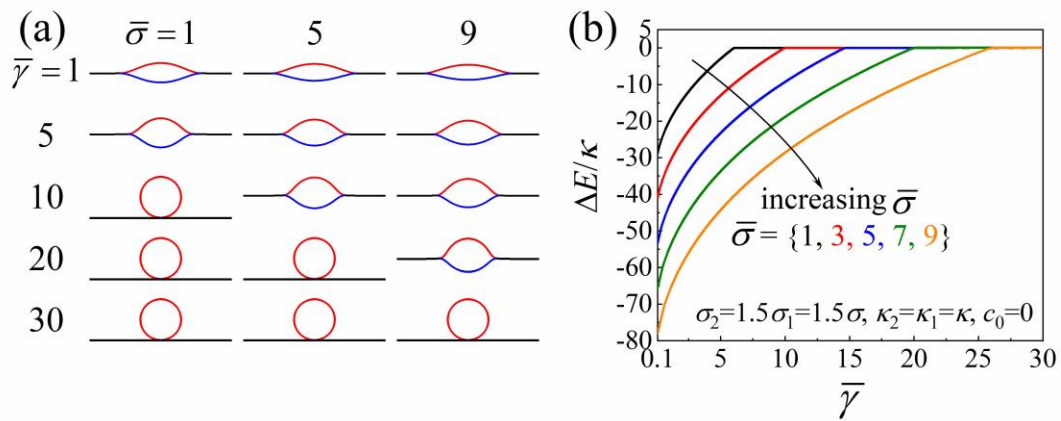 (a)
σ̅ = 1 5 9
γ̅ = 1
5
10
20
30
(b)
5
0
-10
-20
-30
-40
-50
-60
-70
-80
ΔE/κ
increasing σ̅
σ̅ = {1, 3, 5, 7, 9}
σ₂=1.5σ₁=1.5σ, κ₂=κ₁=κ, c₀=0
0.1 5 10 15 20 25 30
γ̅